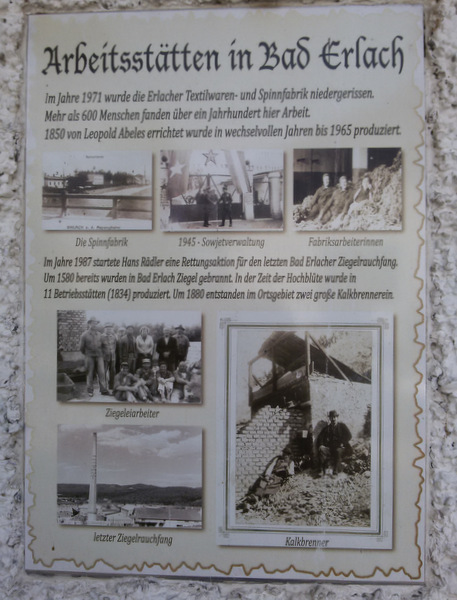 Arbeitsstätten in Bad Erlach
Im Jahre 1971 wurde die Erlacher Textilwaren- und Spinnfabrik niedergerissen.
Mehr als 600 Menschen fanden über ein Jahrhundert hier Arbeit.
1850 von Leopold Abeles errichtet wurde in wechselvollen Jahren bis 1965 produziert.
Die Spinnfabrik
1945 - Sowjetverwaltung
Fabriksarbeiterinnen
Im Jahre 1987 startete Hans Rädler eine Rettungsaktion für den letzten Bad Erlacher Ziegelrauchfang.
Um 1580 bereits wurden in Bad Erlach Ziegel gebrannt. In der Zeit der Hochblüte wurde in
11 Betriebsstätten (1834) produziert. Um 1880 entstanden im Ortsgebiet zwei große Kalkbrennerein.
Ziegeleiarbeiter
letzter Ziegelrauchfang
Kalkbrenner